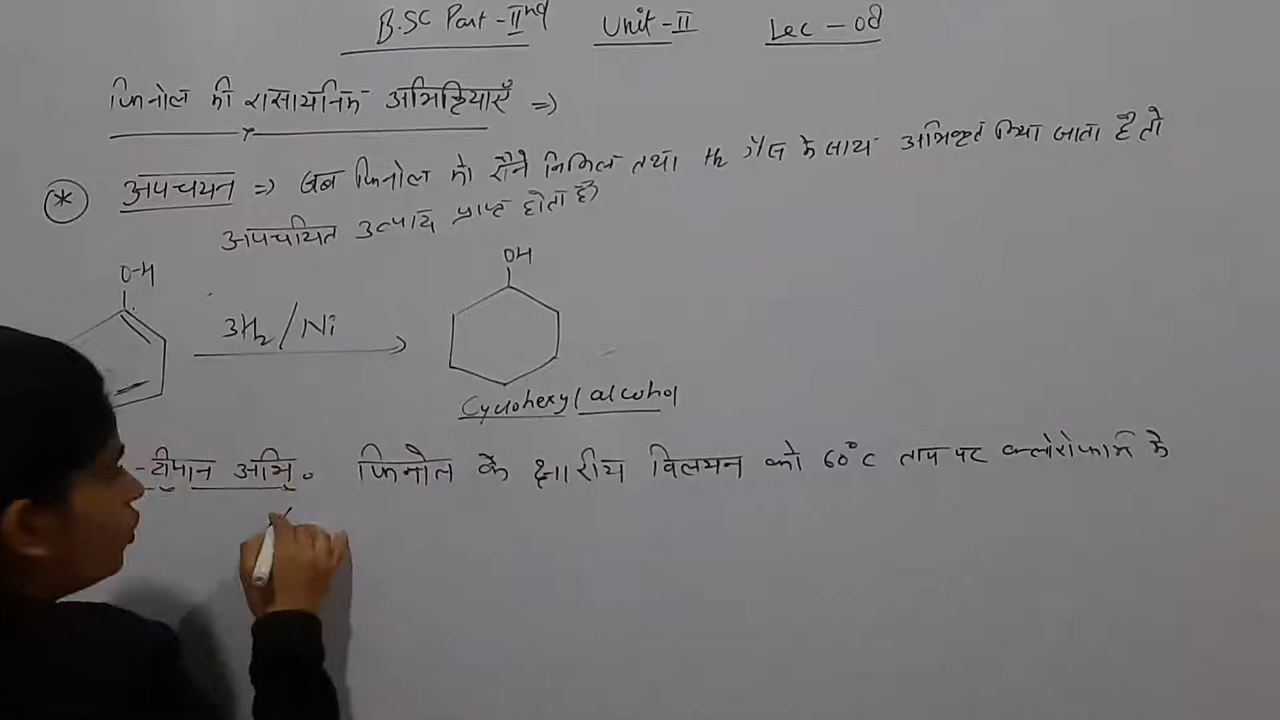 B.SC Part-IInd Unit-II Lec-08
फिनोल की रासायनिक अभिक्रियाएँ =>
* अपचयन => जब फिनोल को रैने निकिल तथा H2 गैस के साथ अभिकृत किया जाता है तो
अपचयित उत्पाद प्राप्त होता है
O-H
3H2/Ni
OH
Cyclohexyl alcohol
-टीमान अभि० फिनोल के क्षारीय विलयन को 60°C ताप पर क्लोरोफार्म के